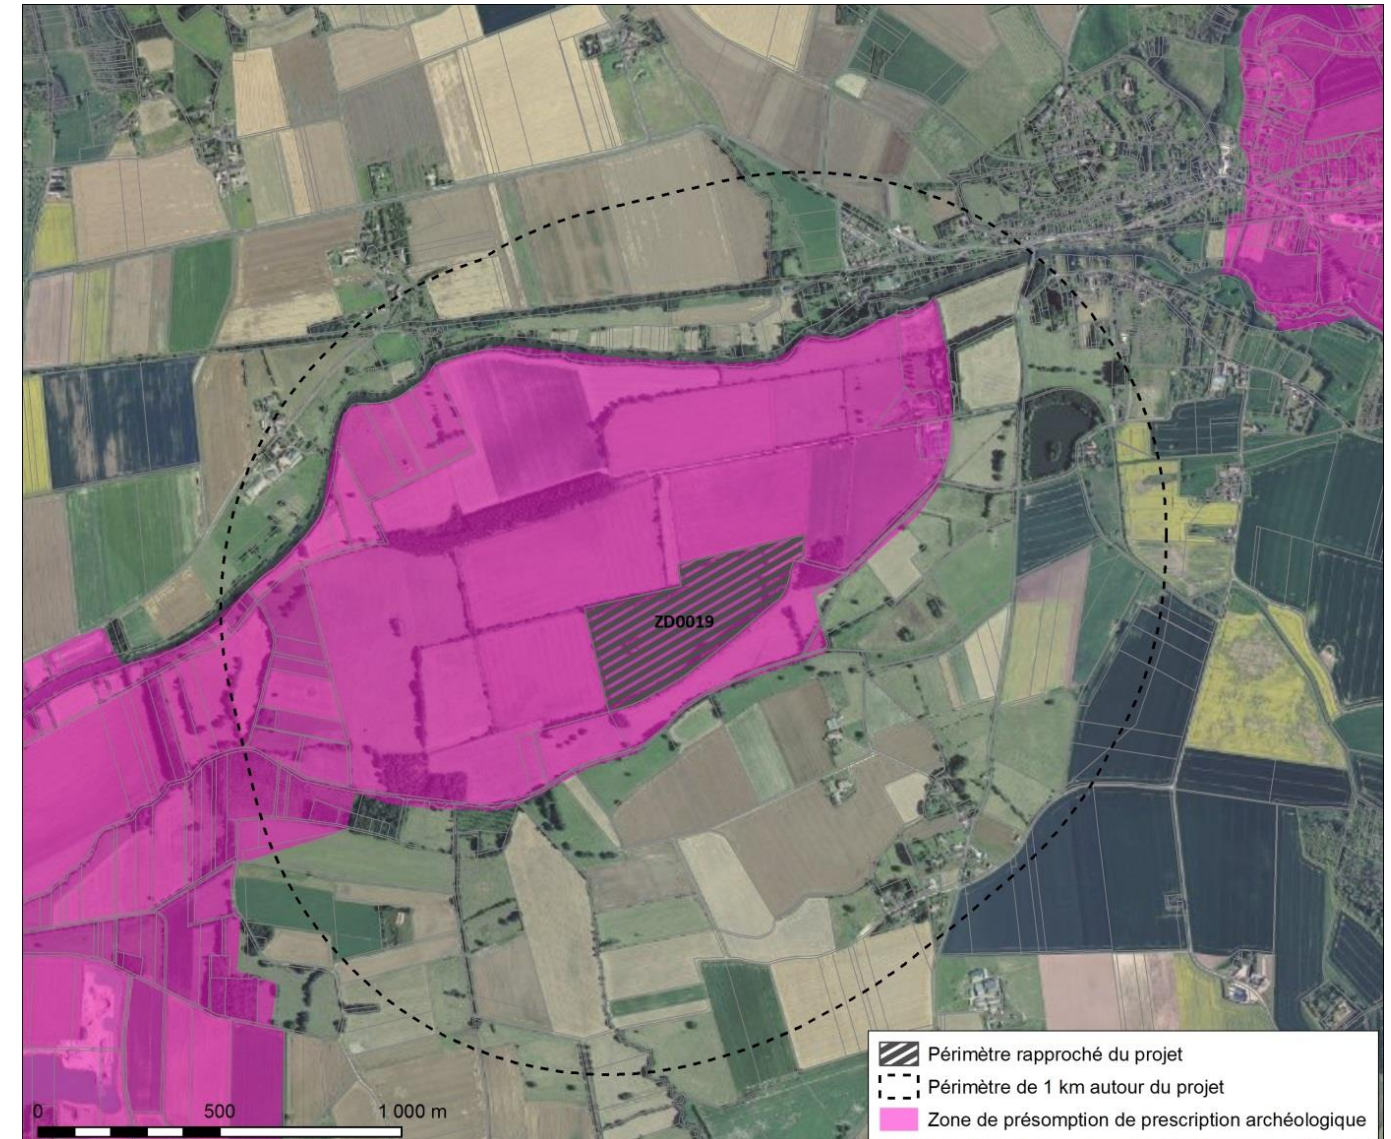 ZD0019
Périmètre rapproché du projet
Périmètre de 1 km autour du projet
Zone de présomption de prescription archéologique
0 500 1 000 m